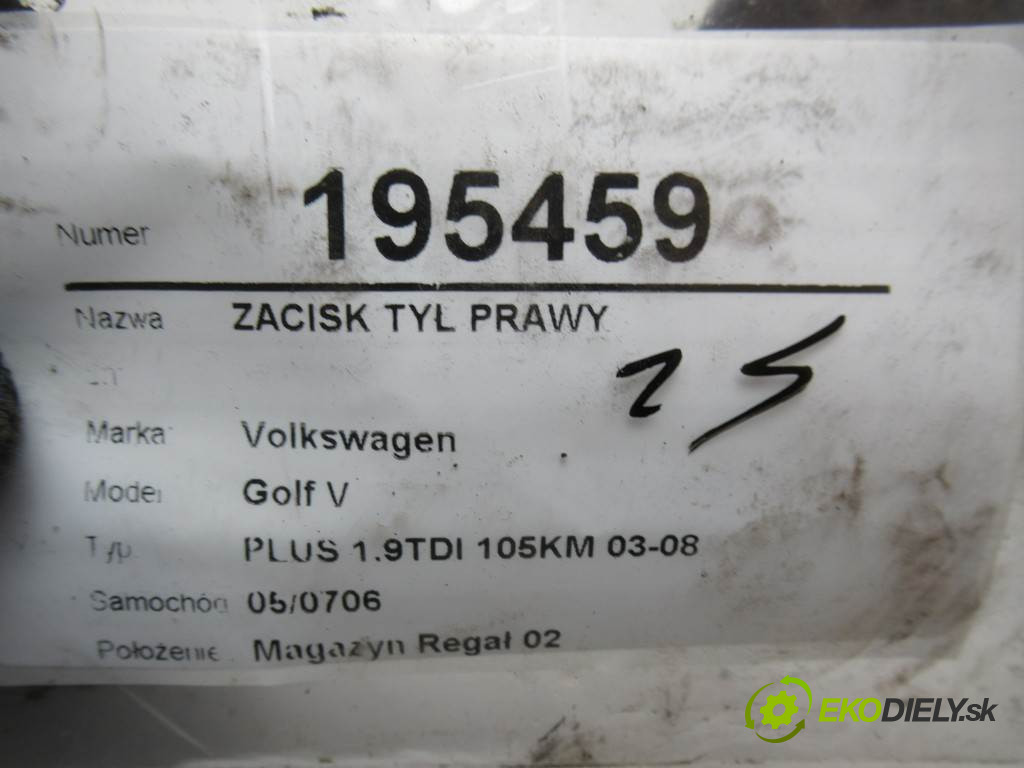 Numer 195459
Nazwa ZACISK TYŁ PRAWY
25
Marka Volkswagen
Model Golf V
Typ PLUS 1.9TDI 105KM 03-08
Samochód 05/0706
Położenie Magazyn Regał 02
EKODIELY.sk